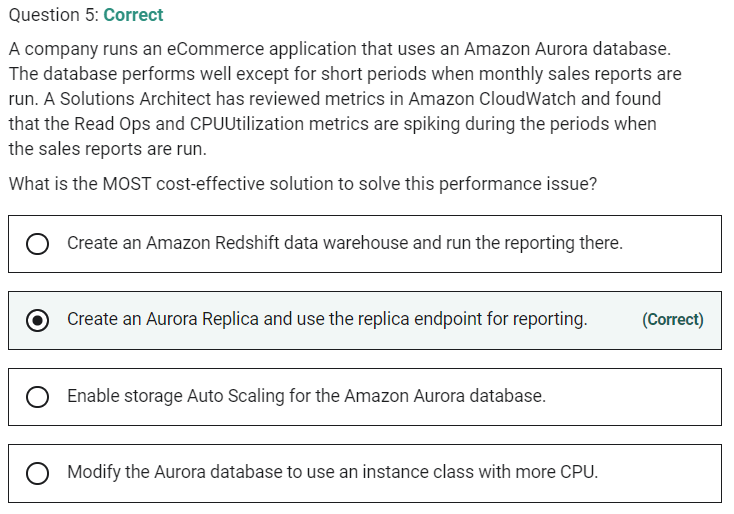 Question 5: Correct
A company runs an eCommerce application that uses an Amazon Aurora database.
The database performs well except for short periods when monthly sales reports are
run. A Solutions Architect has reviewed metrics in Amazon CloudWatch and found
that the Read Ops and CPUUtilization metrics are spiking during the periods when
the sales reports are run.
What is the MOST cost-effective solution to solve this performance issue?
Create an Amazon Redshift data warehouse and run the reporting there.
Create an Aurora Replica and use the replica endpoint for reporting. (Correct)
Enable storage Auto Scaling for the Amazon Aurora database.
Modify the Aurora database to use an instance class with more CPU.